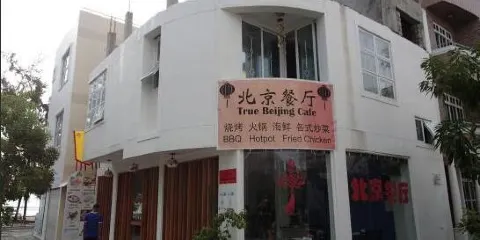 北京餐厅
True Beijing Cafe
烧烤 火锅 海鲜 各式炒菜
BBQ Hotpot Fried Chicken
北京餐厅